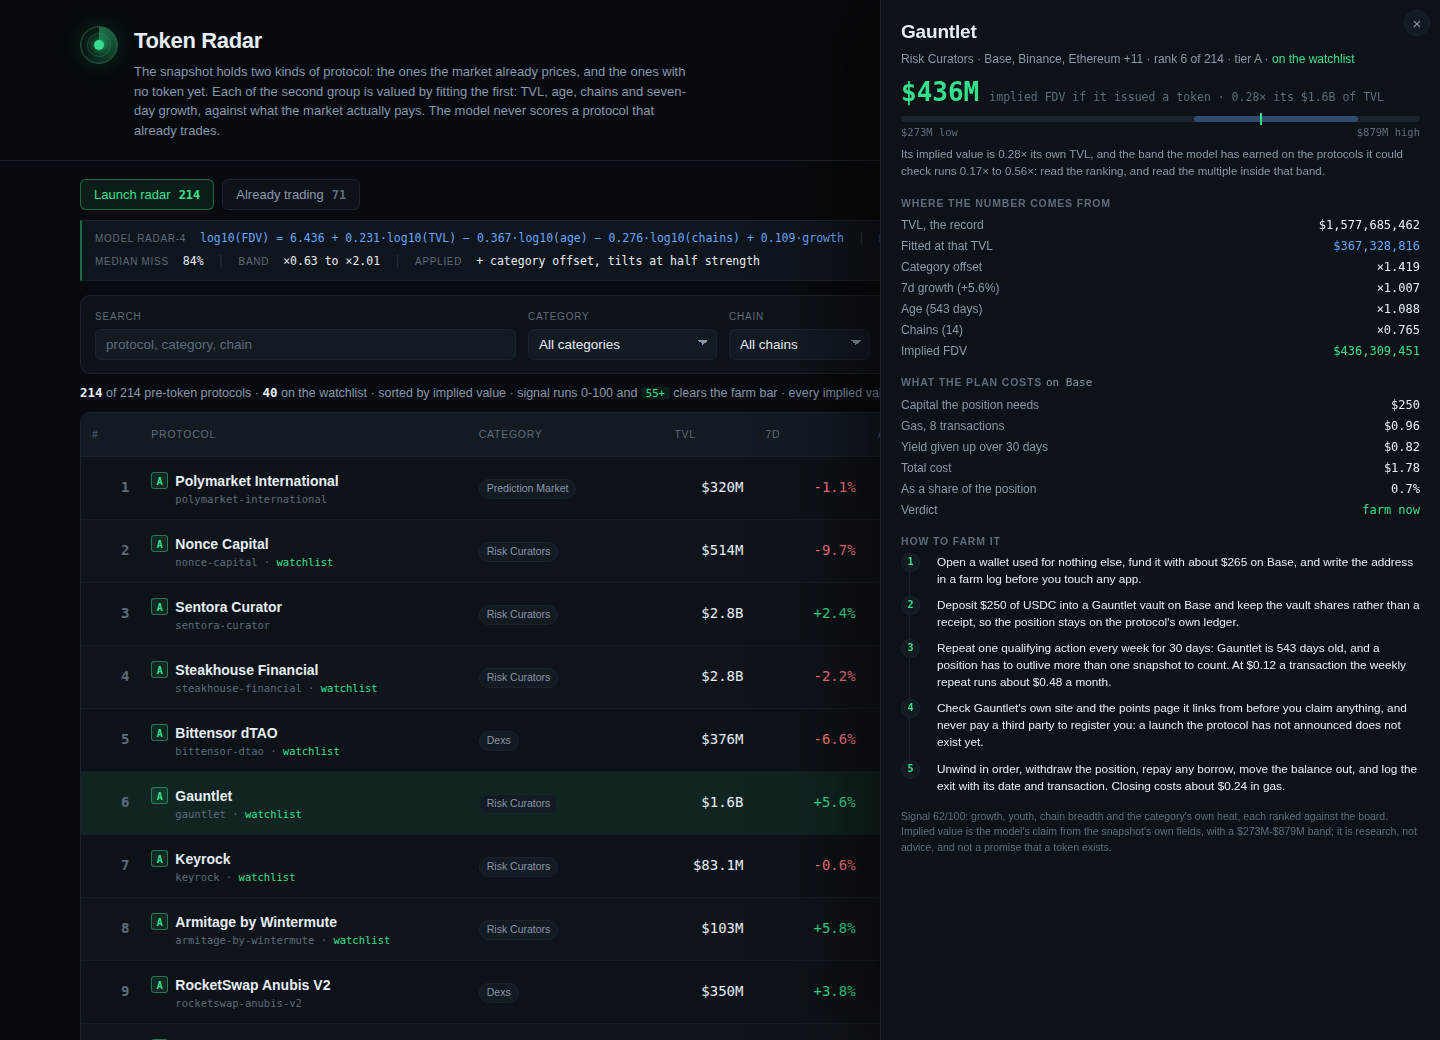 Token Radar
The snapshot holds two kinds of protocol: the ones the market already prices, and the ones with
no token yet. Each of the second group is valued by fitting the first: TVL, age, chains and seven-
day growth, against what the market actually pays. The model never scores a protocol that
already trades.
Launch radar 214
Already trading 71
MODEL RADAR-4 log10(FDV) = 6.436 + 0.231·log10(TVL) − 0.367·log10(age) − 0.276·log10(chains) + 0.109·growth
MEDIAN MISS 84% BAND ×0.63 to ×2.01 APPLIED + category offset, tilts at half strength
SEARCH CATEGORY CHAIN
protocol, category, chain All categories All chains
214 of 214 pre-token protocols · 40 on the watchlist · sorted by implied value · signal runs 0-100 and 55+ clears the farm bar · every implied va
# PROTOCOL CATEGORY TVL 7D
1 A Polymarket International Prediction Market $320M -1.1%
polymarket-international
2 A Nonce Capital Risk Curators $514M -9.7%
nonce-capital · watchlist
3 A Sentora Curator Risk Curators $2.8B +2.4%
sentora-curator
4 A Steakhouse Financial Risk Curators $2.8B -2.2%
steakhouse-financial · watchlist
5 A Bittensor dTAO Dexs $376M -6.6%
bittensor-dtao · watchlist
6 A Gauntlet Risk Curators $1.6B +5.6%
gauntlet · watchlist
7 A Keyrock Risk Curators $83.1M -0.6%
keyrock · watchlist
8 A Armitage by Wintermute Risk Curators $103M +5.8%
armitage-by-wintermute · watchlist
9 A RocketSwap Anubis V2 Dexs $350M +3.8%
rocketswap-anubis-v2
Gauntlet
×
Risk Curators · Base, Binance, Ethereum +11 · rank 6 of 214 · tier A · on the watchlist
$436M implied FDV if it issued a token · 0.28× its $1.6B of TVL
$273M low $879M high
Its implied value is 0.28× its own TVL, and the band the model has earned on the protocols it could
check runs 0.17× to 0.56×: read the ranking, and read the multiple inside that band.
WHERE THE NUMBER COMES FROM
TVL, the record $1,577,685,462
Fitted at that TVL $367,328,816
Category offset ×1.419
7d growth (+5.6%) ×1.007
Age (543 days) ×1.088
Chains (14) ×0.765
Implied FDV $436,309,451
WHAT THE PLAN COSTS on Base
Capital the position needs $250
Gas, 8 transactions $0.96
Yield given up over 30 days $0.82
Total cost $1.78
As a share of the position 0.7%
Verdict farm now
HOW TO FARM IT
1 Open a wallet used for nothing else, fund it with about $265 on Base, and write the address
in a farm log before you touch any app.
2 Deposit $250 of USDC into a Gauntlet vault on Base and keep the vault shares rather than a
receipt, so the position stays on the protocol's own ledger.
3 Repeat one qualifying action every week for 30 days: Gauntlet is 543 days old, and a
position has to outlive more than one snapshot to count. At $0.12 a transaction the weekly
repeat runs about $0.48 a month.
4 Check Gauntlet's own site and the points page it links from before you claim anything, and
never pay a third party to register you: a launch the protocol has not announced does not
exist yet.
5 Unwind in order, withdraw the position, repay any borrow, move the balance out, and log the
exit with its date and transaction. Closing costs about $0.24 in gas.
Signal 62/100: growth, youth, chain breadth and the category's own heat, each ranked against the board.
Implied value is the model's claim from the snapshot's own fields, with a $273M-$879M band; it is research, not
advice, and not a promise that a token exists.